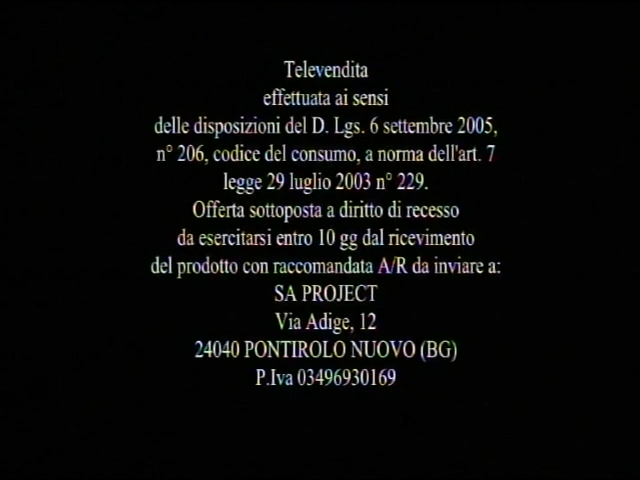 Televendita
effettuata ai sensi
delle disposizioni del D. Lgs. 6 settembre 2005,
n° 206, codice del consumo, a norma dell'art. 7
legge 29 luglio 2003 n° 229.
Offerta sottoposta a diritto di recesso
da esercitarsi entro 10 gg dal ricevimento
del prodotto con raccomandata A/R da inviare a:
SA PROJECT
Via Adige, 12
24040 PONTIROLO NUOVO (BG)
P.Iva 03496930169